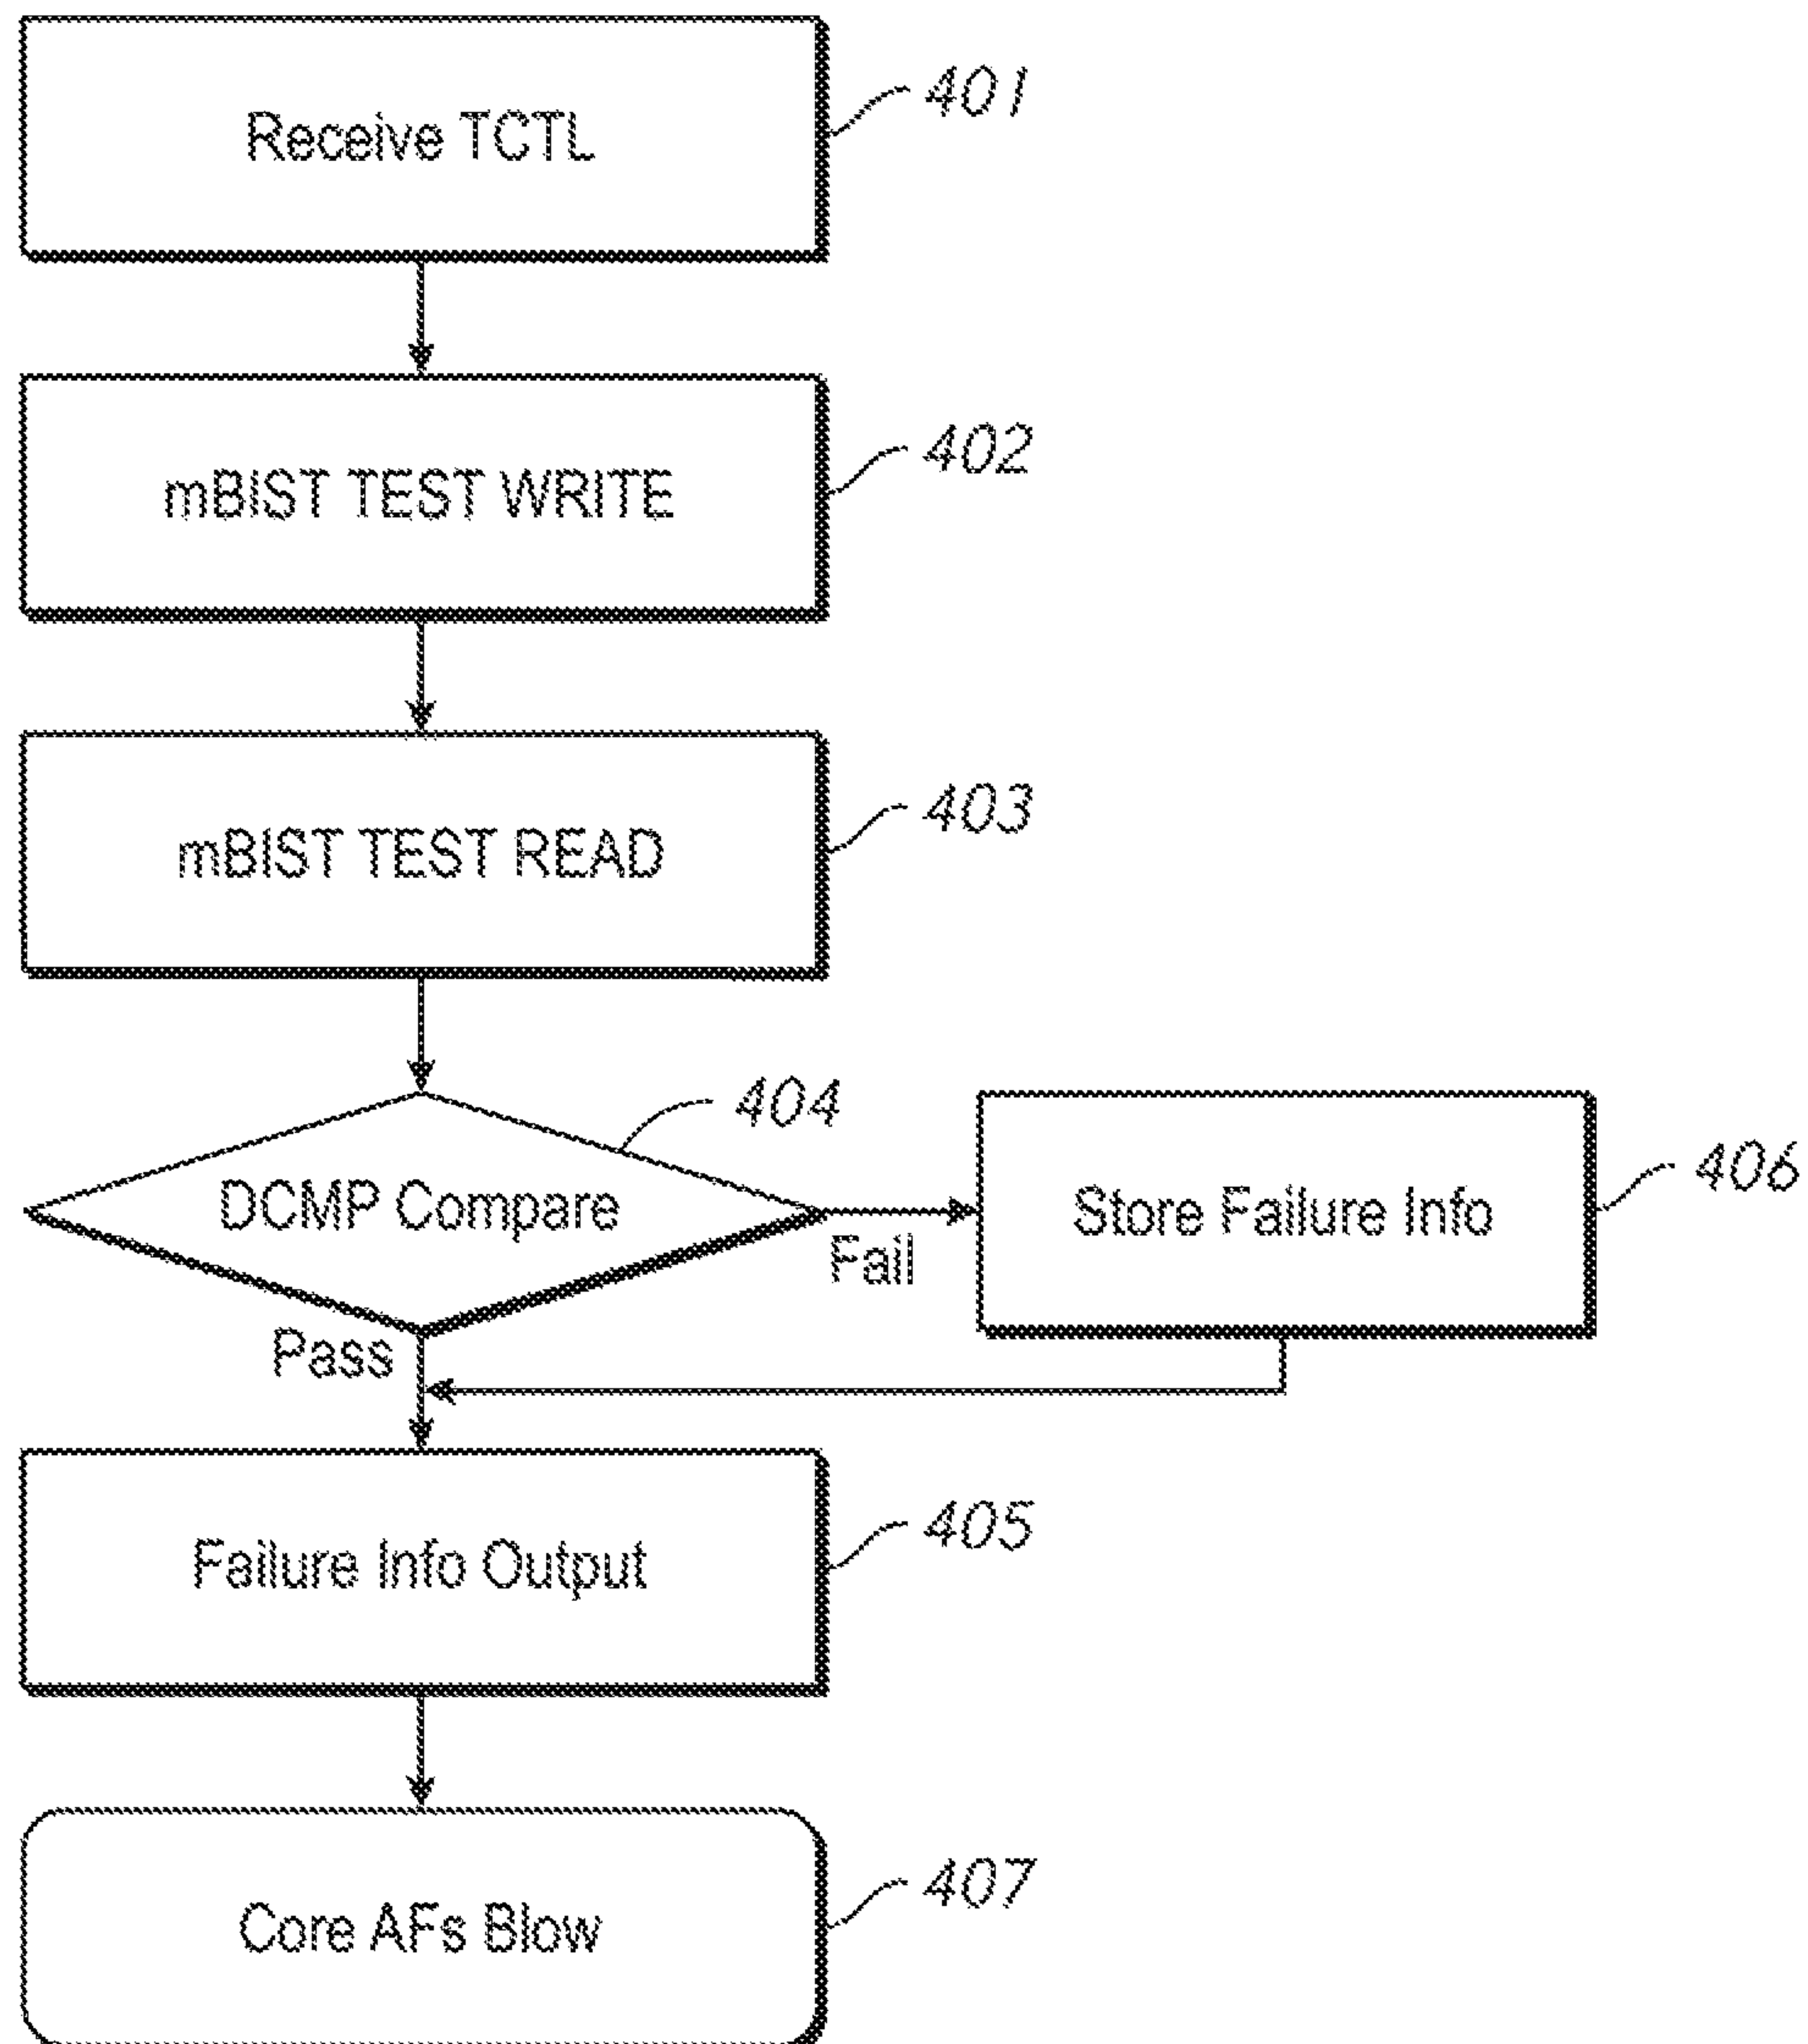 Receive TCTL
401
mBIST TEST WRITE
402
mBIST TEST READ
403
DCMP Compare
404
Fail
Store Failure Info
406
Pass
Failure Info Output
405
Core AFs Blow
407